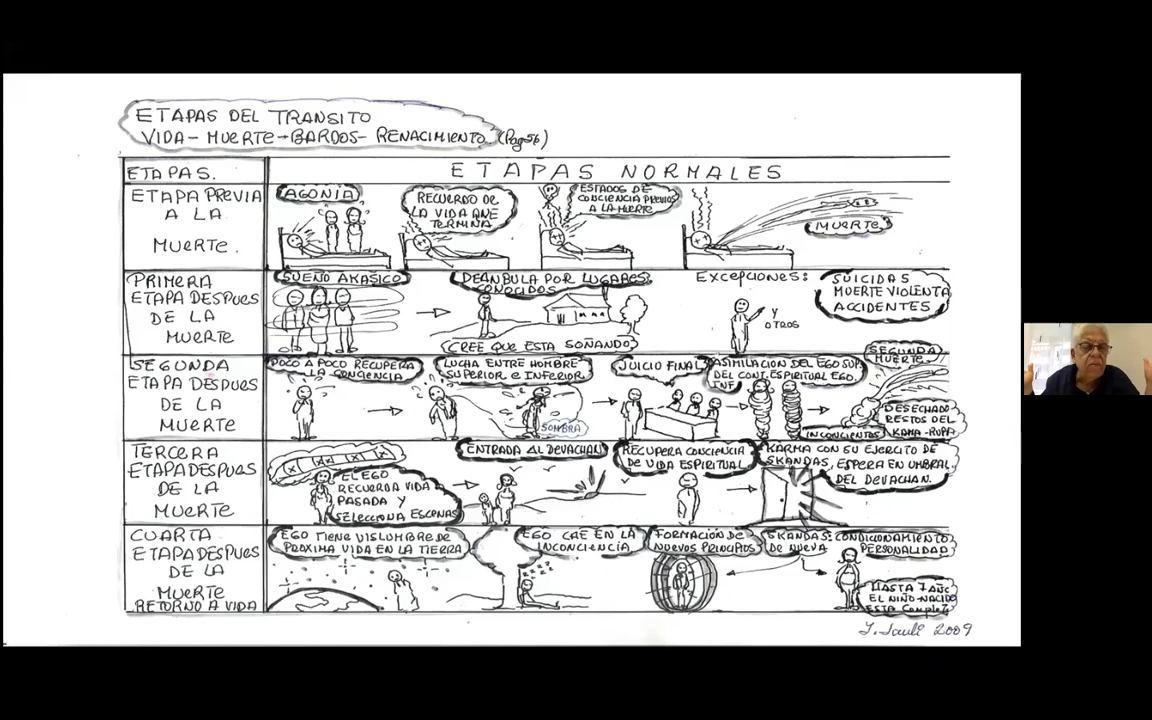 ETAPAS DEL TRANSITO
VIDA - MUERTE - BARDOS - RENACIMIENTO (Pag 56)
ETAPAS.
ETAPAS NORMALES
ETAPA PREVIA
A LA
MUERTE.
AGONIA
RECUERDO DE
LA VIDA QUE
TERMINA
ESTADOS DE
CONCIENCIA PREVIOS
A LA MUERTE
MUERTE
PRIMERA
ETAPA DESPUES
DE LA
MUERTE
SUEÑO AKASICO
DEANBULA POR LUGARES
CONOCIDOS
CREE QUE ESTA SOÑANDO
EXCEPCIONES:
Y
OTROS
SUICIDAS
MUERTE VIOLENTA
ACCIDENTES
SEGUNDA
ETAPA DESPUES
DE LA
MUERTE
POCO A POCO RECUPERA
LA CONCIENCIA
LUCHA ENTRE HOMBRE
SUPERIOR E INFERIOR
SOMBRA
JUICIO FINAL
ASIMILACION DEL EGO SUP.
DEL CONT. ESPIRITUAL EGO
INF.
INCONCIENTES
SEGUNDA
MUERTE
DESECHADO
RESTOS DEL
KAMA-RUPA
TERCERA
ETAPA DESPUES
DE LA
MUERTE
EL EGO
RECUERDA VIDA
PASADA Y
SELECCIONA ESCENAS
ENTRADA AL DEVACHAN
RECUPERA CONCIENCIA
DE VIDA ESPIRITUAL
KARMA CON SU EJERCITO DE
SKANDAS, ESPERA EN UMBRAL
DEL DEVACHAN.
CUARTA
ETAPA DESPUES
DE LA
MUERTE
RETORNO A VIDA
EGO TIENE VISLUMBRE DE
PROXIMA VIDA EN LA TIERRA
EGO CAE EN LA
INCONCIENCIA
ZZZZ
FORMACIÓN DE
NUEVOS PRINCIPIOS
SKANDAS: CONDICIONAMIENTO
DE NUEVA PERSONALIDAD
HASTA 7 AÑO
EL NIÑO NACIDO
ESTA
2009